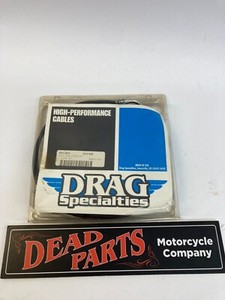 HIGH-PERFORMANCE
CABLES
DRAG
Specialties
DEAD PARTS
Motorcycle
Company